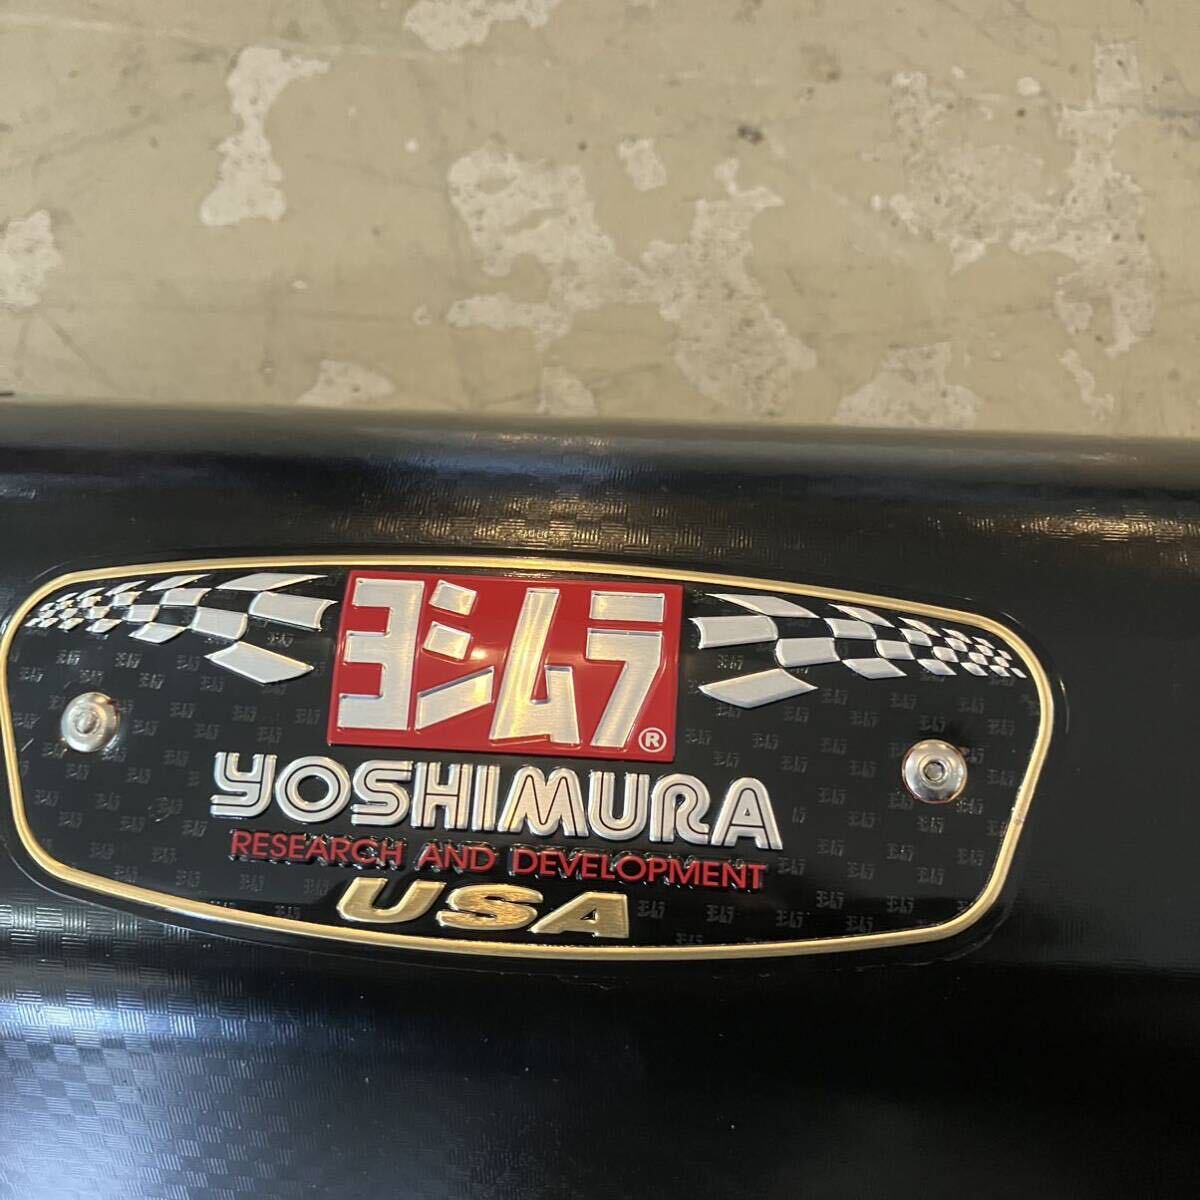 ヨシムラ®
YOSHIMURA
RESEARCH AND DEVELOPMENT
USA